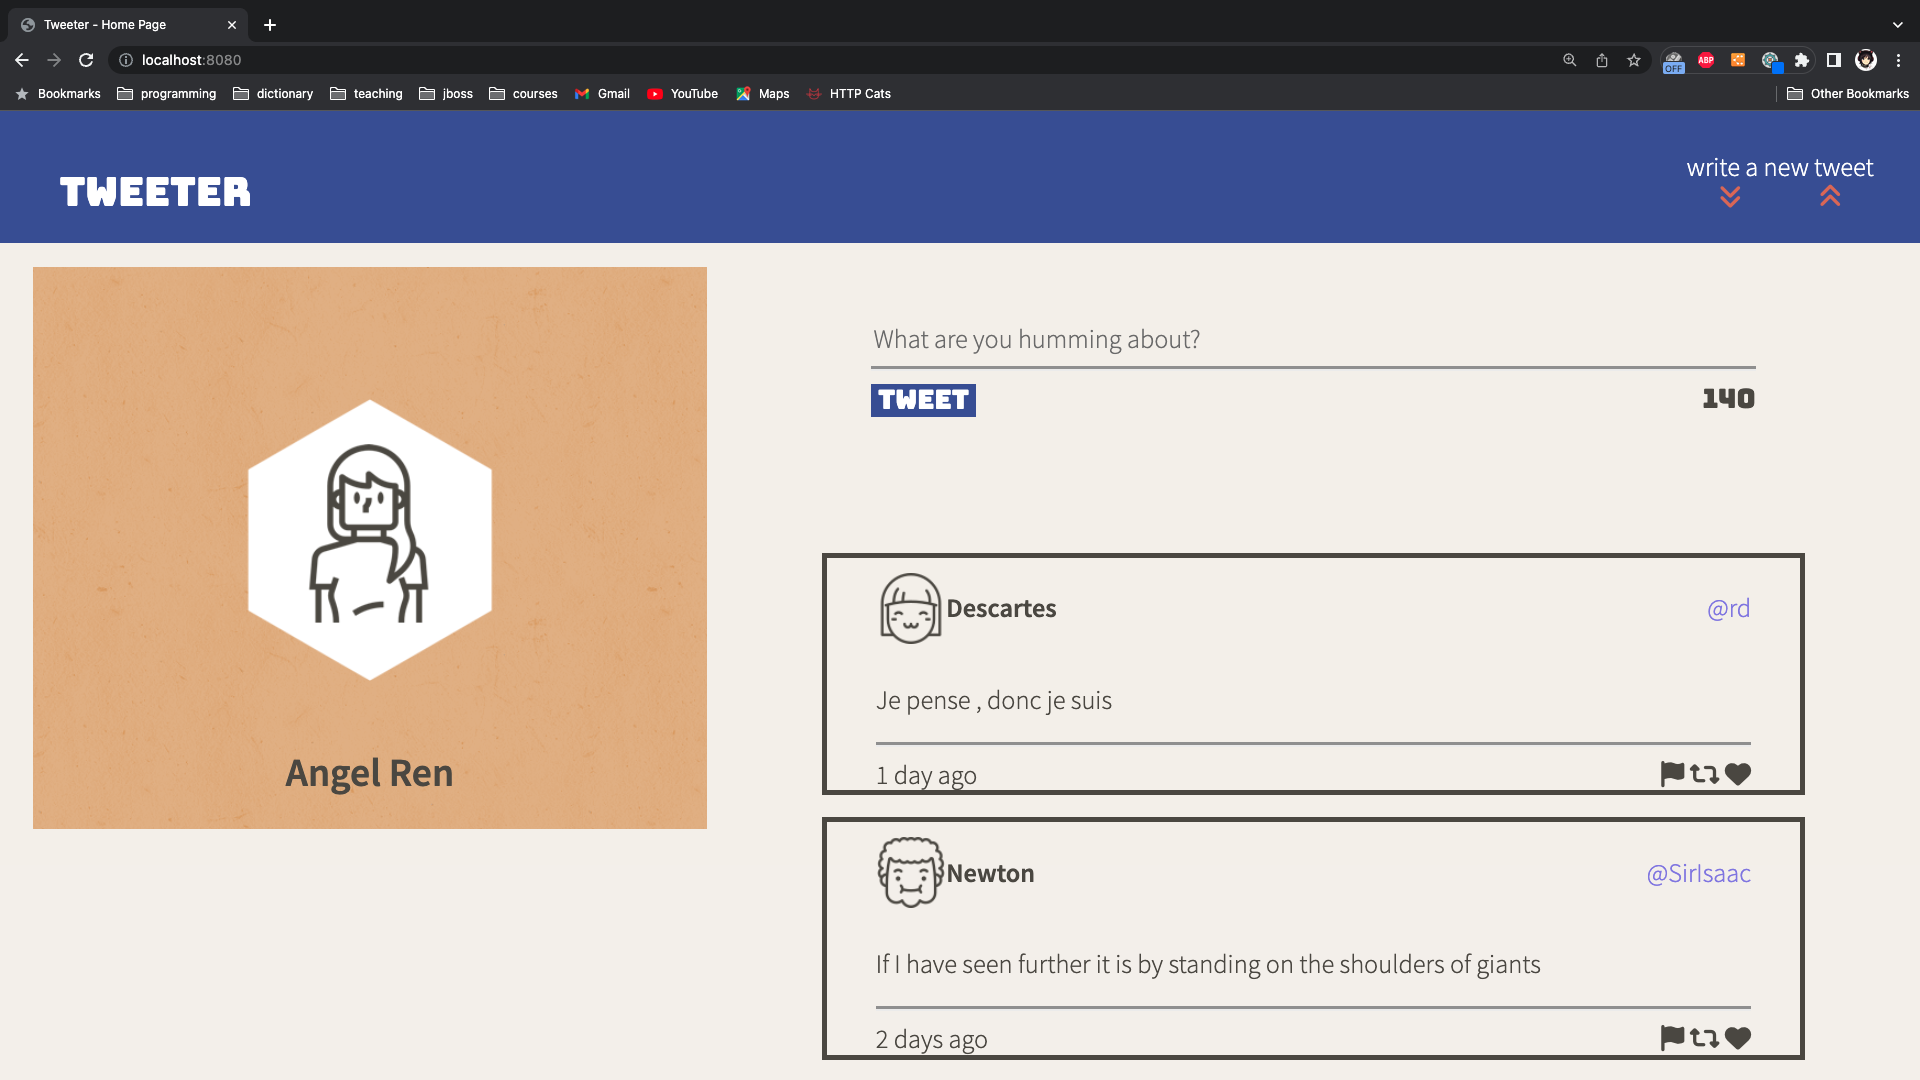 Tweeter - Home Page
localhost:8080
OFF
ABP
Bookmarks programming dictionary teaching jboss courses Gmail YouTube Maps HTTP Cats Other Bookmarks
TWEETER
write a new tweet
Angel Ren
What are you humming about?
TWEET 140
Descartes @rd
Je pense , donc je suis
1 day ago
Newton @SirIsaac
If I have seen further it is by standing on the shoulders of giants
2 days ago